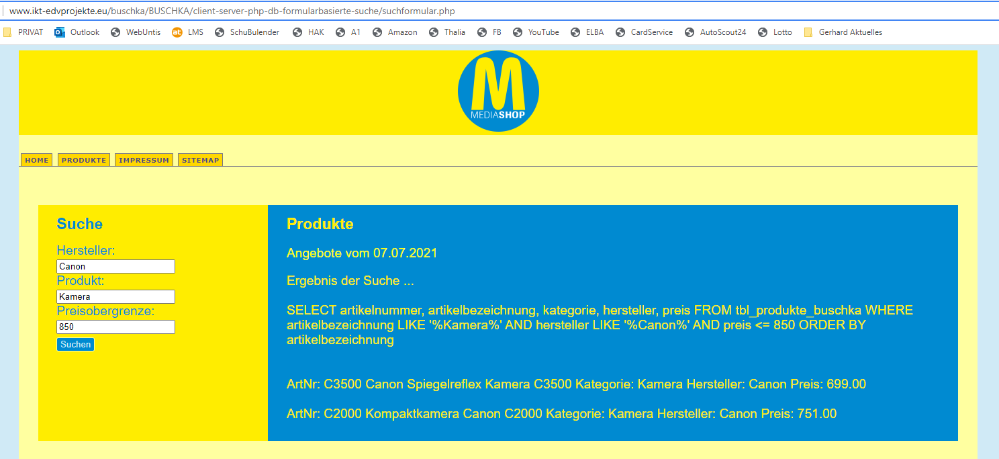 www.ikt-edvprojekte.eu/buschka/BUSCHKA/client-server-php-db-formularbasierte-suche/suchformular.php
PRIVAT Outlook WebUntis at LMS SchuBulender HAK A1 Amazon Thalia FB YouTube ELBA CardService AutoScout24 Lotto Gerhard Aktuelles
M
MEDIASHOP
HOME PRODUKTE IMPRESSUM SITEMAP
Suche
Hersteller:
Canon
Produkt:
Kamera
Preisobergrenze:
850
Suchen
Produkte
Angebote vom 07.07.2021
Ergebnis der Suche ...
SELECT artikelnummer, artikelbezeichnung, kategorie, hersteller, preis FROM tbl_produkte_buschka WHERE
artikelbezeichnung LIKE '%Kamera%' AND hersteller LIKE '%Canon%' AND preis <= 850 ORDER BY
artikelbezeichnung
ArtNr: C3500 Canon Spiegelreflex Kamera C3500 Kategorie: Kamera Hersteller: Canon Preis: 699.00
ArtNr: C2000 Kompaktkamera Canon C2000 Kategorie: Kamera Hersteller: Canon Preis: 751.00